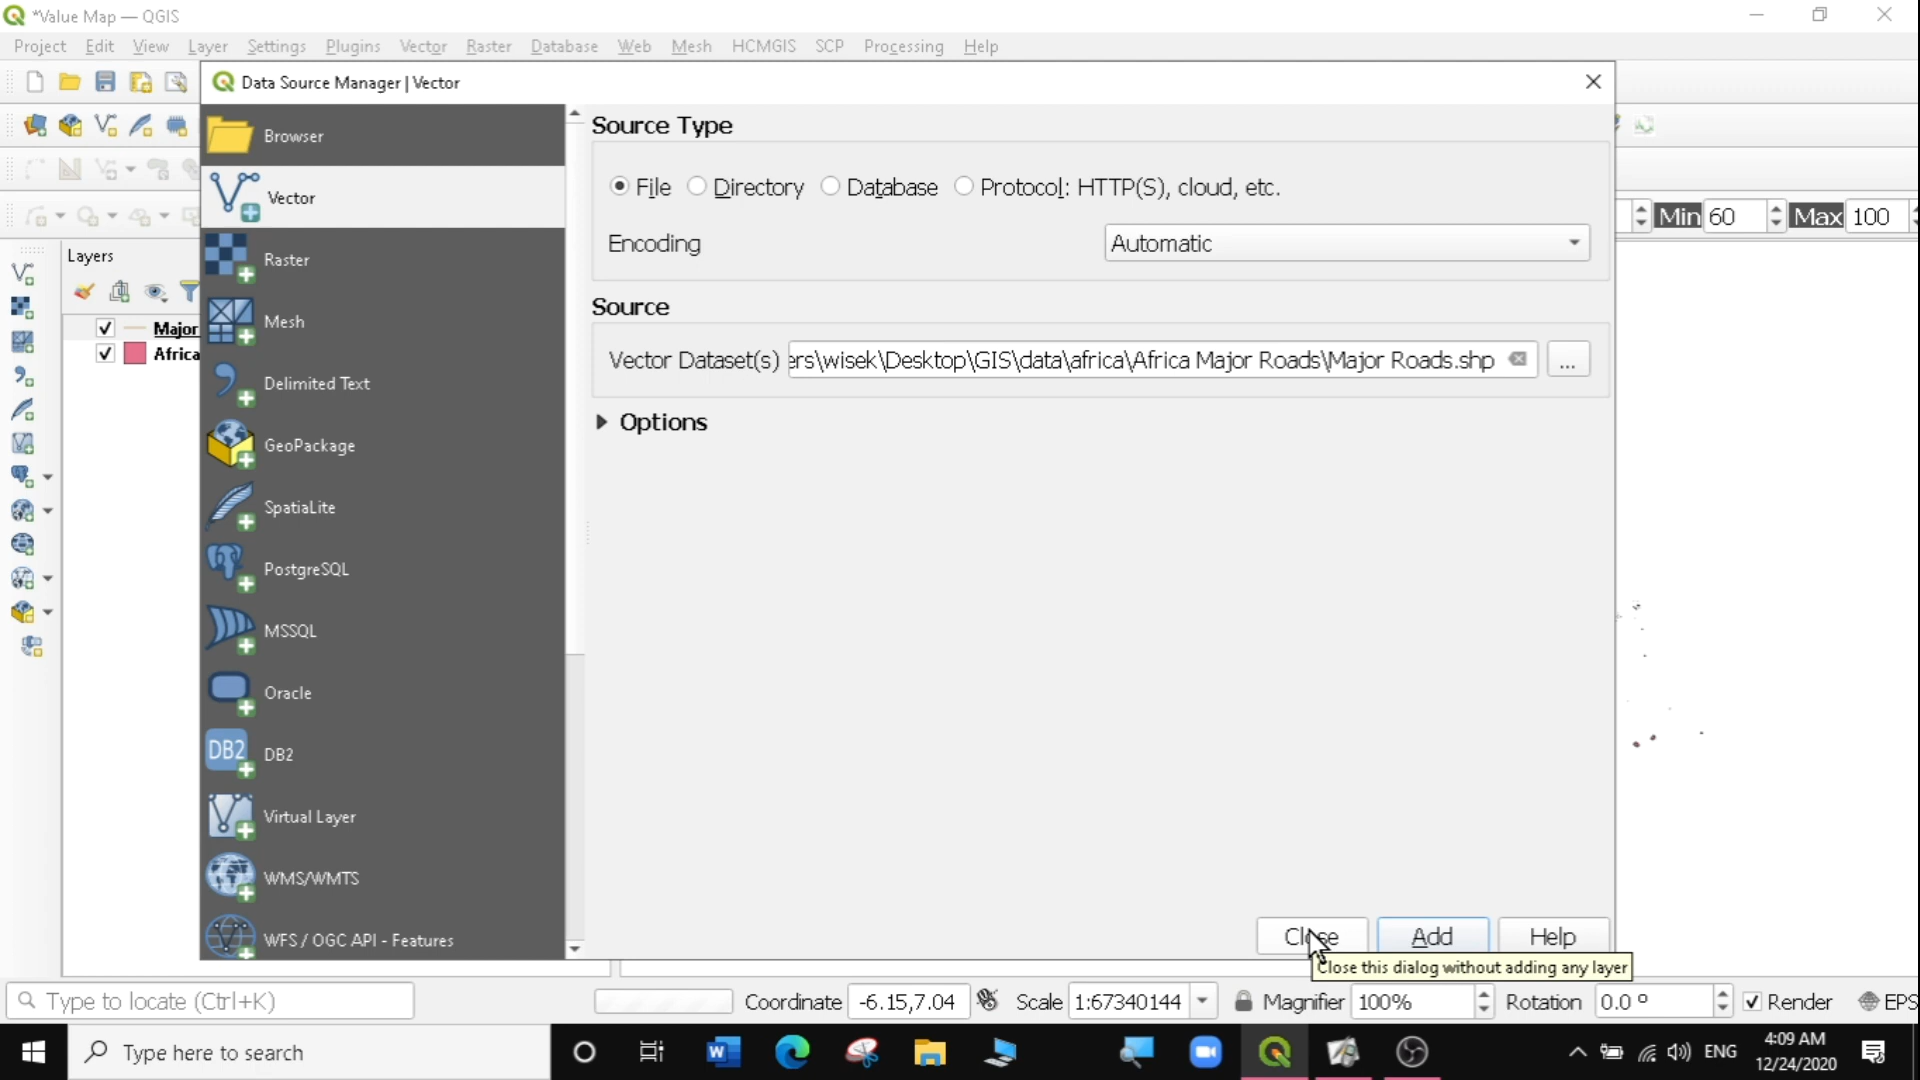 *Value Map — QGIS
Project Edit View Layer Settings Plugins Vector Raster Database Web Mesh HCMGIS SCP Processing Help
Data Source Manager | Vector
Browser
Vector
Raster
Mesh
Delimited Text
GeoPackage
SpatiaLite
PostgreSQL
MSSQL
Oracle
DB2
DB2
Virtual Layer
WMS/WMTS
WFS / OGC API - Features
Source Type
File Directory Database Protocol: HTTP(S), cloud, etc.
Encoding Automatic
Source
Vector Dataset(s) ers\wisek\Desktop\GIS\data\africa\Africa Major Roads\Major Roads.shp ...
Options
Close Add Help
Close this dialog without adding any layer
Min 60 Max 100
Layers
Major
Africa
Type to locate (Ctrl+K) Coordinate -6.15,7.04 Scale 1:67340144 Magnifier 100% Rotation 0.0 ° Render EPS
Type here to search
ENG
4:09 AM
12/24/2020